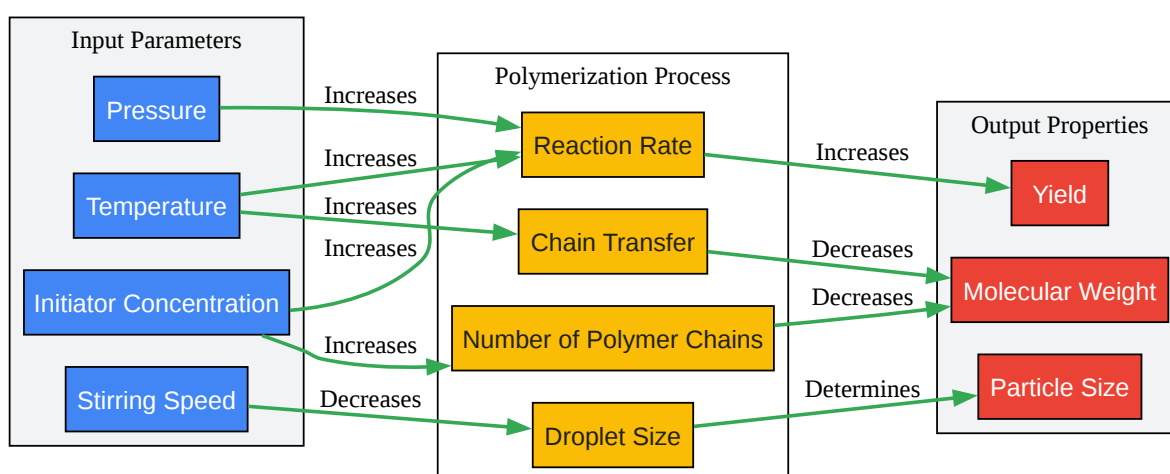 Input Parameters
Pressure
Temperature
Initiator Concentration
Stirring Speed
Increases
Increases
Increases
Increases
Increases
Decreases
Polymerization Process
Reaction Rate
Chain Transfer
Number of Polymer Chains
Droplet Size
Increases
Decreases
Decreases
Determines
Output Properties
Yield
Molecular Weight
Particle Size